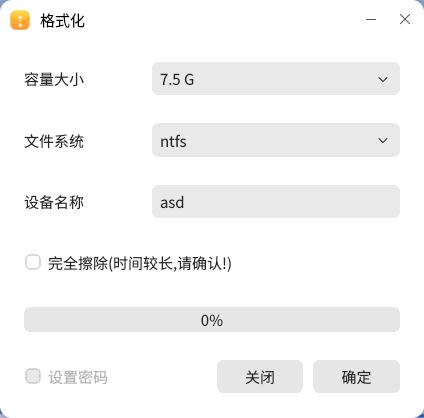 格式化
容量大小 7.5 G
文件系统 ntfs
设备名称 asd
完全擦除(时间较长,请确认!)
0%
设置密码 关闭 确定